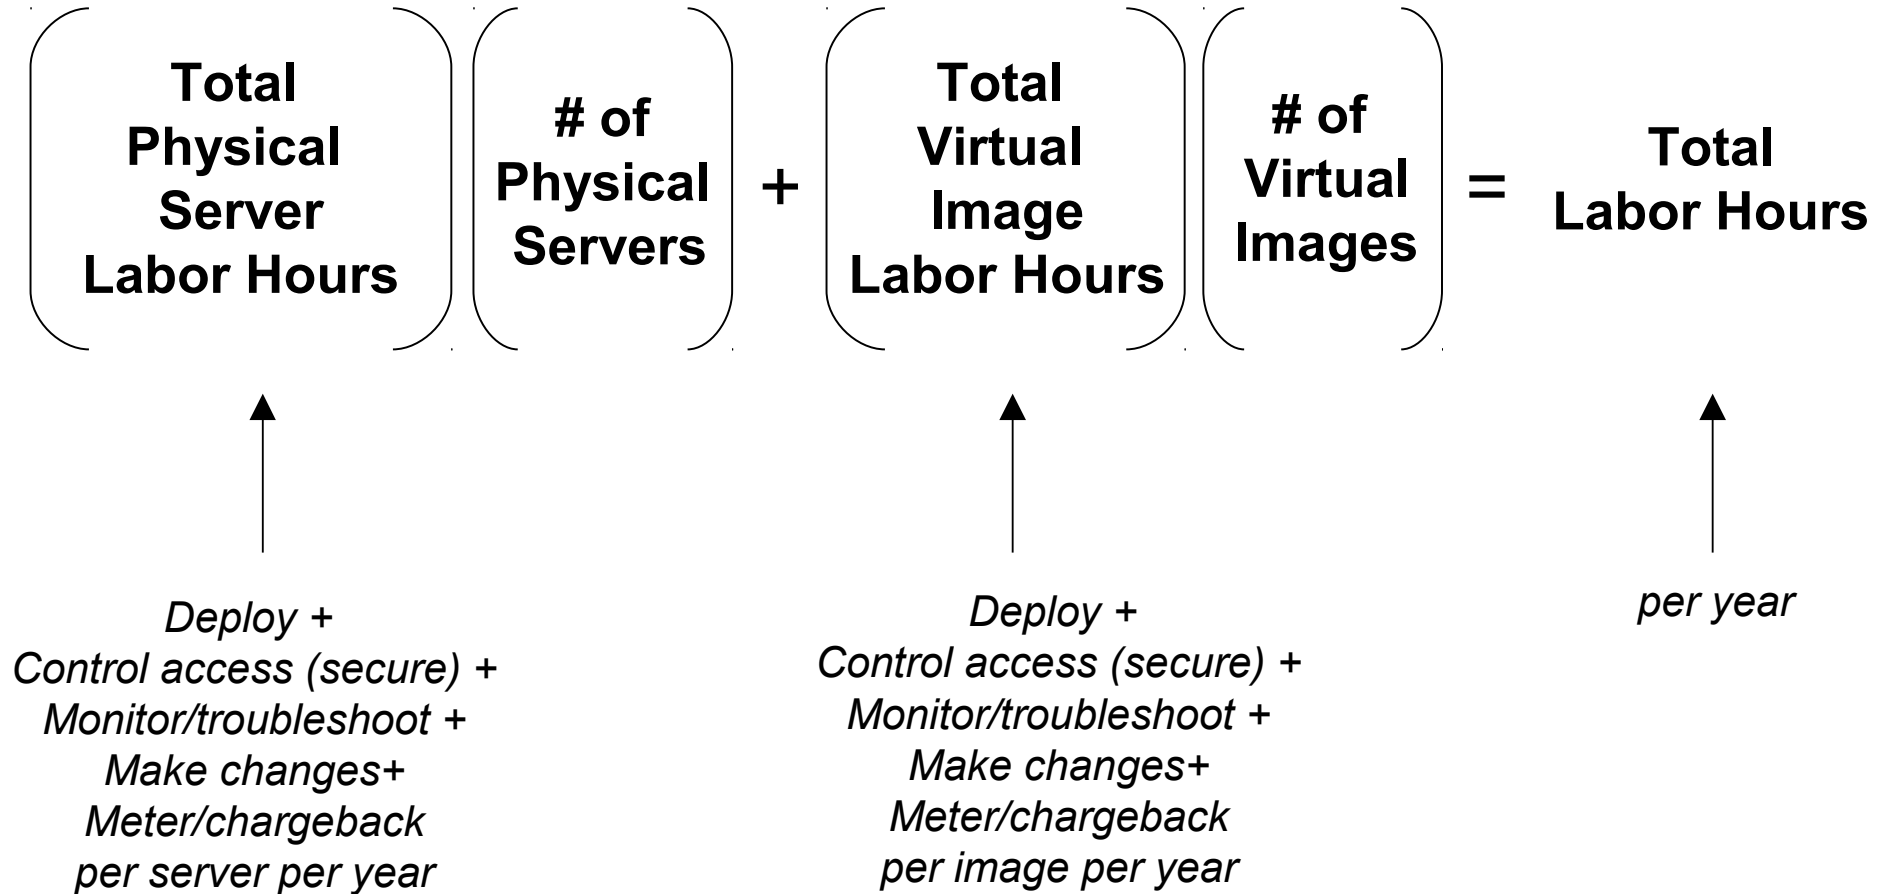 Total
Physical
Server
Labor Hours
# of
Physical
Servers
+
Total
Virtual
Image
Labor Hours
# of
Virtual
Images
=
Total
Labor Hours
Deploy +
Control access (secure) +
Monitor/troubleshoot +
Make changes+
Meter/chargeback
per server per year
Deploy +
Control access (secure) +
Monitor/troubleshoot +
Make changes+
Meter/chargeback
per image per year
per year